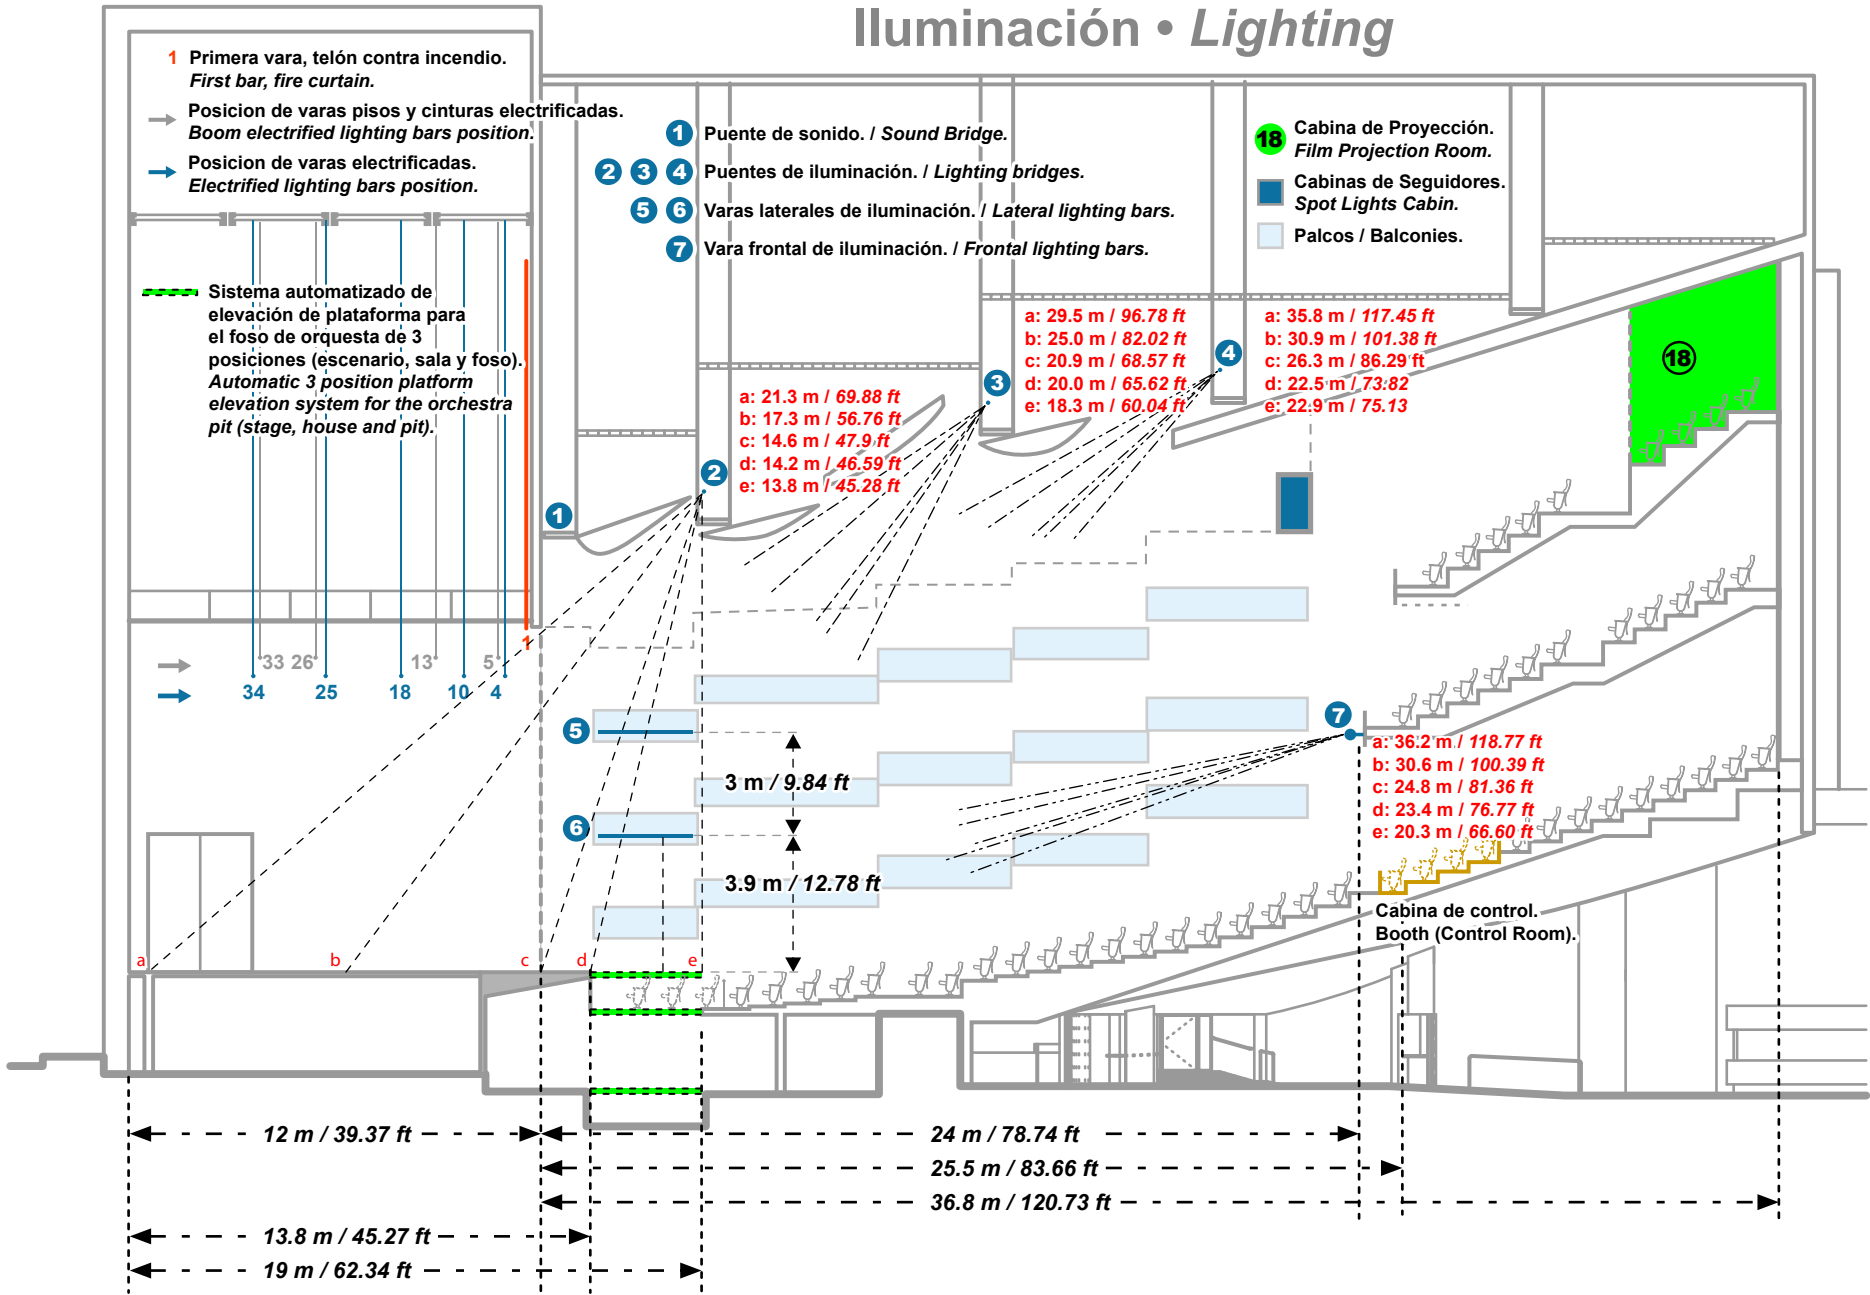 Iluminación • Lighting
1 Primera vara, telón contra incendio.
First bar, fire curtain.
Posicion de varas pisos y cinturas electrificadas.
Boom electrified lighting bars position.
Posicion de varas electrificadas.
Electrified lighting bars position.
1 Puente de sonido. / Sound Bridge.
2 3 4 Puentes de iluminación. / Lighting bridges.
5 6 Varas laterales de iluminación. / Lateral lighting bars.
7 Vara frontal de iluminación. / Frontal lighting bars.
18 Cabina de Proyección.
Film Projection Room.
Cabinas de Seguidores.
Spot Lights Cabin.
Palcos / Balconies.
Sistema automatizado de
elevación de plataforma para
el foso de orquesta de 3
posiciones (escenario, sala y foso).
Automatic 3 position platform
elevation system for the orchestra
pit (stage, house and pit).
1
2
a: 21.3 m / 69.88 ft
b: 17.3 m / 56.76 ft
c: 14.6 m / 47.9 ft
d: 14.2 m / 46.59 ft
e: 13.8 m / 45.28 ft
3
a: 29.5 m / 96.78 ft
b: 25.0 m / 82.02 ft
c: 20.9 m / 68.57 ft
d: 20.0 m / 65.62 ft
e: 18.3 m / 60.04 ft
4
a: 35.8 m / 117.45 ft
b: 30.9 m / 101.38 ft
c: 26.3 m / 86.29 ft
d: 22.5 m / 73.82
e: 22.9 m / 75.13
18
1
33 26 13 5
34 25 18 10 4
5
3 m / 9.84 ft
6
3.9 m / 12.78 ft
7
a: 36.2 m / 118.77 ft
b: 30.6 m / 100.39 ft
c: 24.8 m / 81.36 ft
d: 23.4 m / 76.77 ft
e: 20.3 m / 66.60 ft
Cabina de control.
Booth (Control Room).
a b c d e
12 m / 39.37 ft
24 m / 78.74 ft
25.5 m / 83.66 ft
36.8 m / 120.73 ft
13.8 m / 45.27 ft
19 m / 62.34 ft